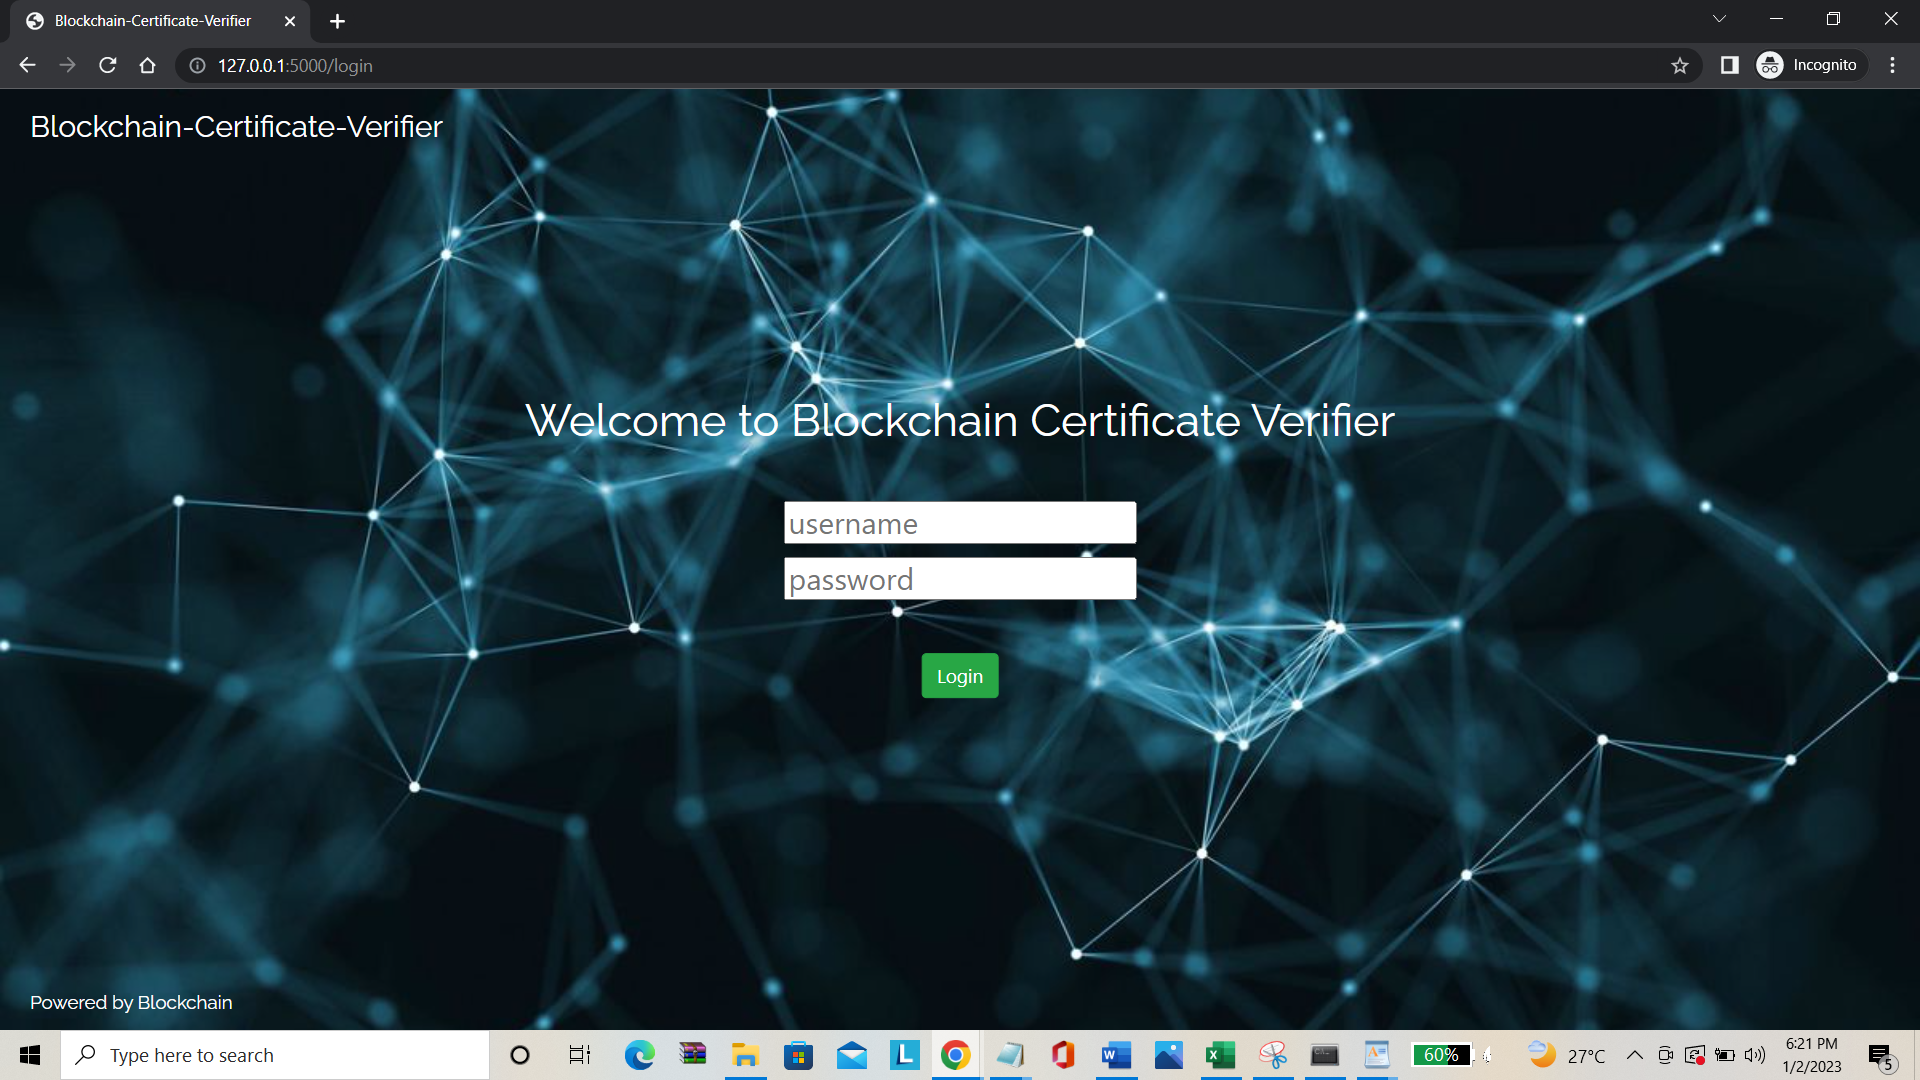 Blockchain-Certificate-Verifier
127.0.0.1:5000/login
Incognito
Blockchain-Certificate-Verifier
Welcome to Blockchain Certificate Verifier
username
password
Login
Powered by Blockchain
Type here to search
L
W
X
60%
27°C
6:21 PM
1/2/2023
5